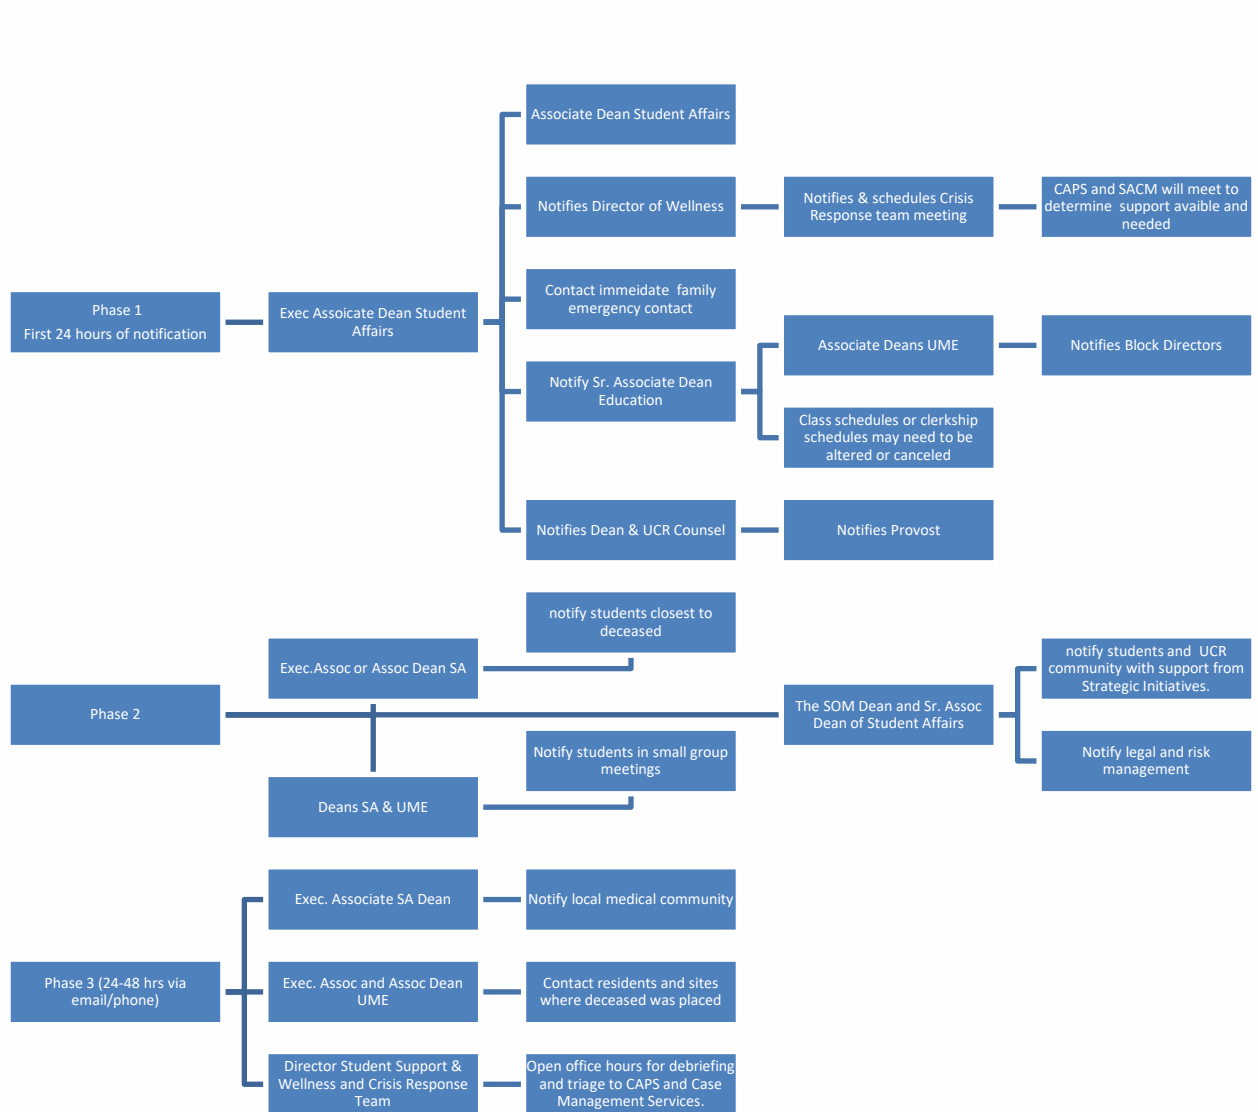 Associate Dean Student Affairs
Notifies Director of Wellness
Notifies & schedules Crisis
Response team meeting
CAPS and SACM will meet to
determine  support avaible and
needed
Phase 1
First 24 hours of notification
Exec Assoicate Dean Student
Affairs
Contact immeidate  family
emergency contact
Notify Sr. Associate Dean
Education
Associate Deans UME
Notifies Block Directors
Class schedules or clerkship
schedules may need to be
altered or canceled
Notifies Dean & UCR Counsel
Notifies Provost
Phase 2
Exec.Assoc or Assoc Dean SA
notify students closest to
deceased
Deans SA & UME
Notify students in small group
meetings
The SOM Dean and Sr. Assoc
Dean of Student Affairs
notify students and  UCR
community with support from
Strategic Initiatives.
Notify legal and risk
management
Phase 3 (24-48 hrs via
email/phone)
Exec. Associate SA Dean
Notify local medical community
Exec. Assoc and Assoc Dean
UME
Contact residents and sites
where deceased was placed
Director Student Support &
Wellness and Crisis Response
Team
Open office hours for debriefing
and triage to CAPS and Case
Management Services.